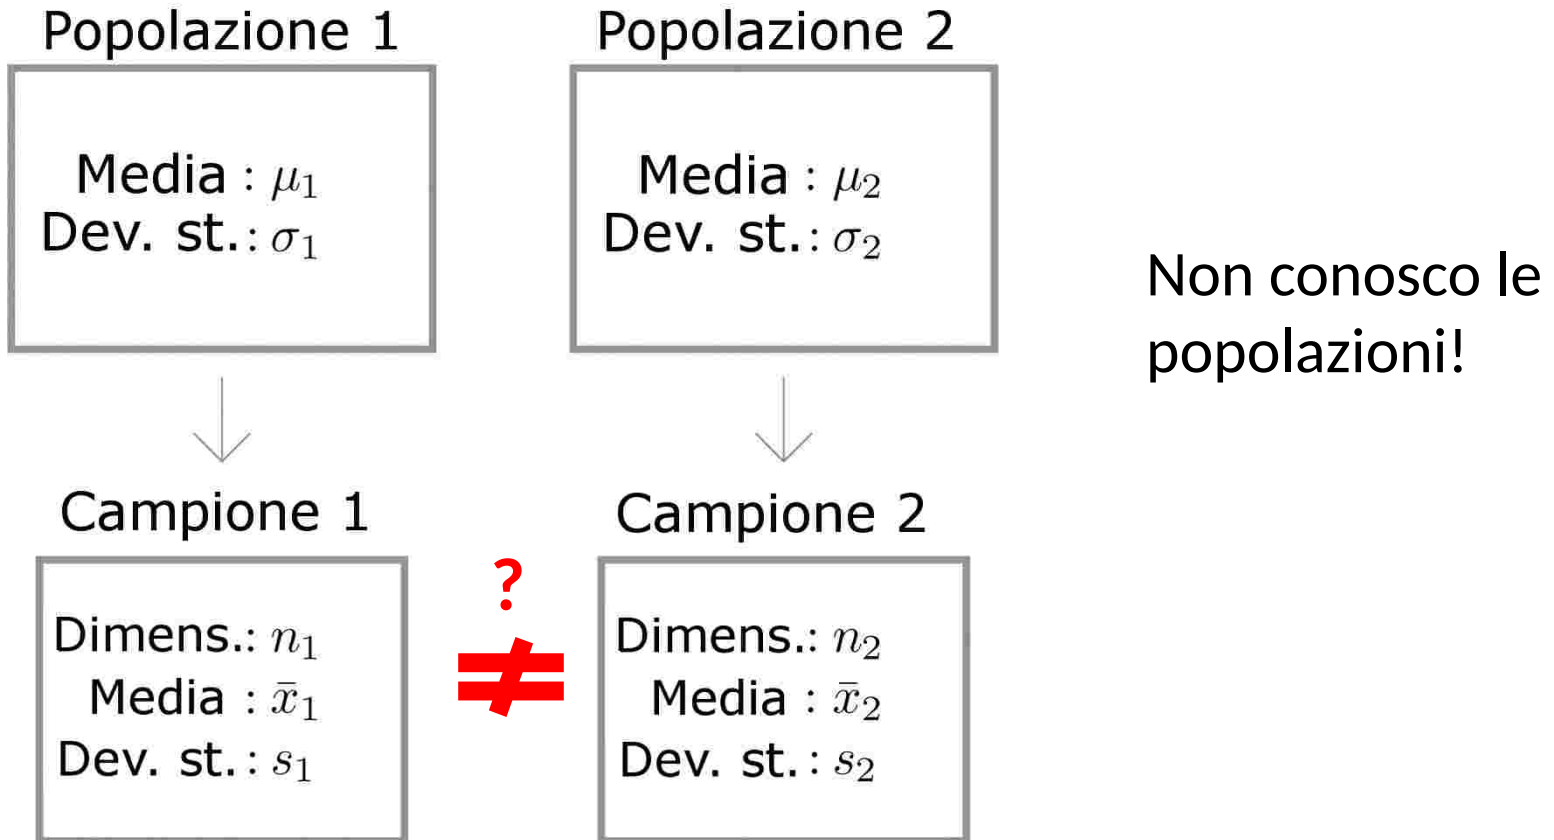 Popolazione 1
Media : μ₁
Dev. st.: σ₁
Popolazione 2
Media : μ₂
Dev. st.: σ₂
Non conosco le
popolazioni!
Campione 1
Dimens.: n₁
Media : x̄₁
Dev. st.: s₁
?
≠
Campione 2
Dimens.: n₂
Media : x̄₂
Dev. st.: s₂